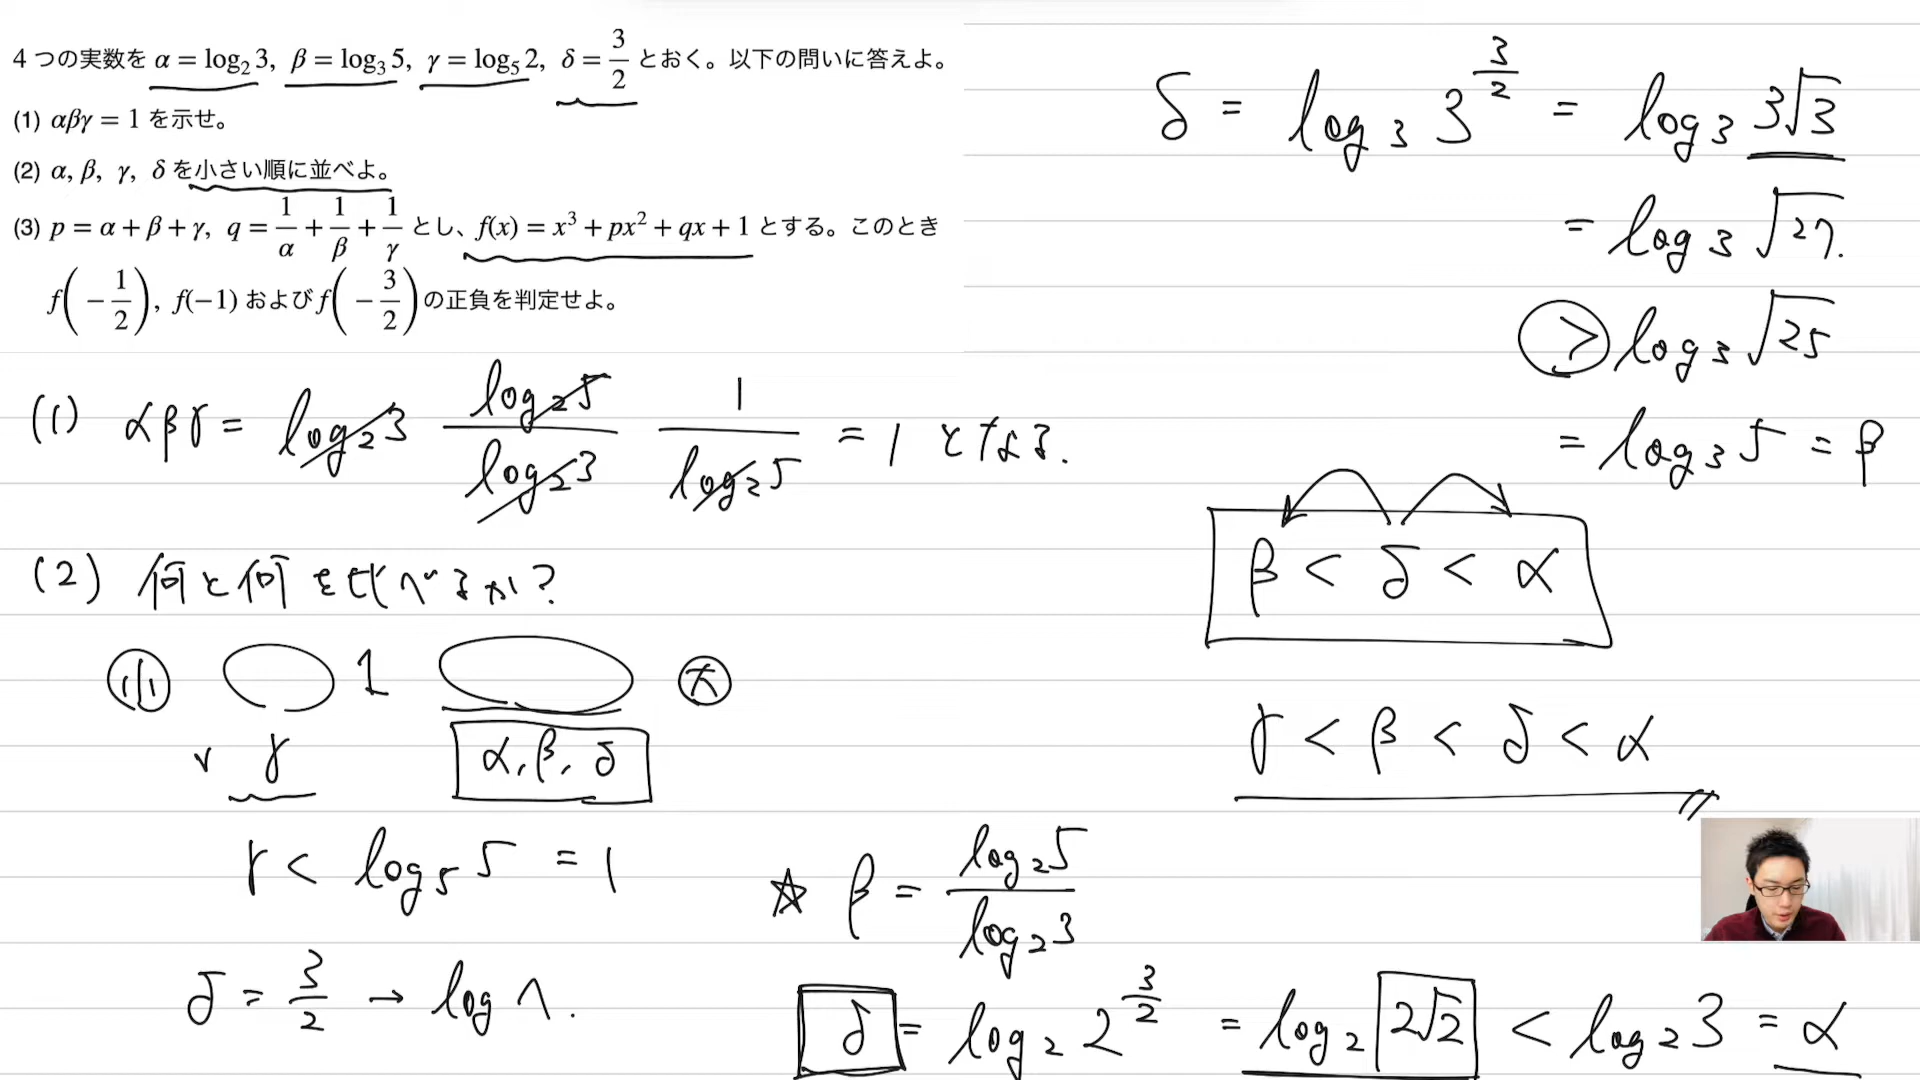 4 つの実数を α = log₂ 3, β = log₃ 5, γ = log₅ 2, δ = 3/2 とおく。以下の問いに答えよ。
(1) αβγ = 1 を示せ。
(2) α, β, γ, δ を小さい順に並べよ。
(3) p = α + β + γ, q = 1/α + 1/β + 1/γ とし、f(x) = x³ + px² + qx + 1 とする。このとき
f(−1/2), f(−1) および f(−3/2) の正負を判定せよ。
(1) αβγ = log₂3 log₂5/log₂3 1/log₂5 = 1 となる.
(2) 何と何を比べるか?
小 1 大
γ α, β, δ
γ < log₅5 = 1
δ = 3/2 → log へ.
☆ β = log₂5/log₂3
δ = log₂2^(3/2) = log₂ 2√2 < log₂3 = α
δ = log₃3^(3/2) = log₃ 3√3
= log₃ √27.
> log₃ √25
= log₃5 = β
β < δ < α
γ < β < δ < α